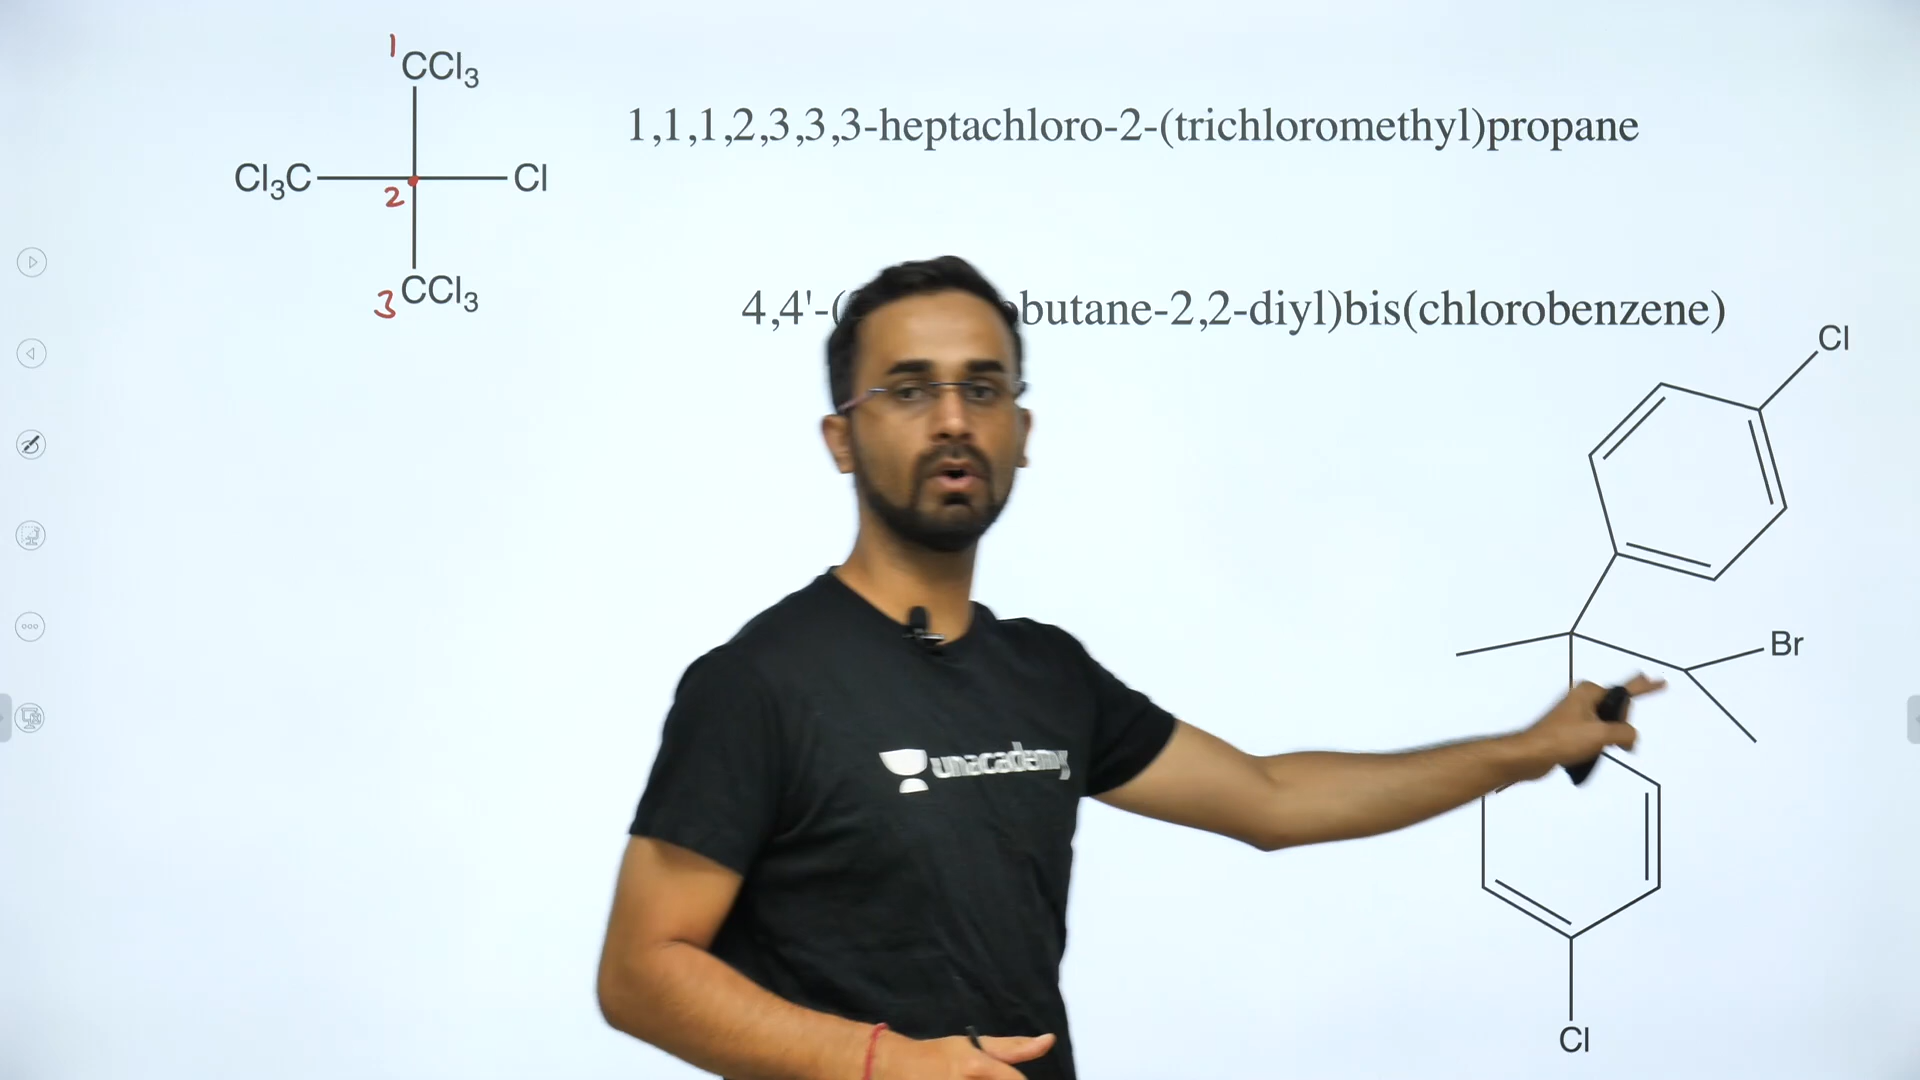 1
CCl3
1,1,1,2,3,3,3-heptachloro-2-(trichloromethyl)propane
Cl3C
Cl
2
3
CCl3
4,4'-( butane-2,2-diyl)bis(chlorobenzene)
Cl
Br
unacademy
Cl